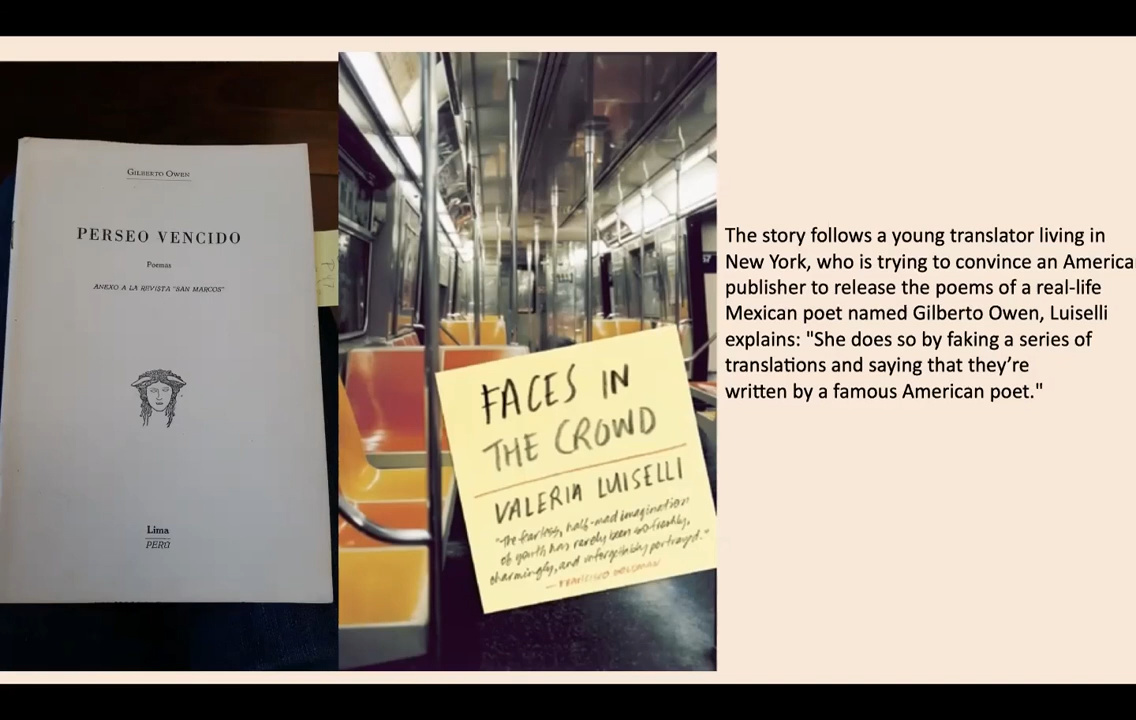 GILBERTO OWEN
PERSEO VENCIDO
Poemas
ANEXO A LA REVISTA "SAN MARCOS"
Lima
PERÚ
FACES IN
THE CROWD
VALERIA LUISELLI
"The fearless, half-mad imagination
of youth has rarely been so freshly,
charmingly, and unforgettably portrayed."
— FRANCISCO GOLDMAN
The story follows a young translator living in
New York, who is trying to convince an America
publisher to release the poems of a real-life
Mexican poet named Gilberto Owen, Luiselli
explains: "She does so by faking a series of
translations and saying that they’re
written by a famous American poet."